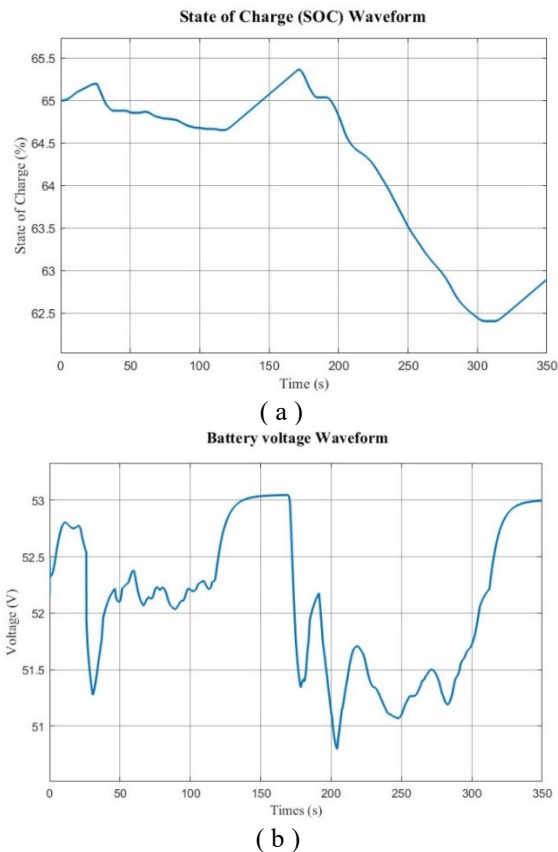 State of Charge (SOC) Waveform
65.5
65
64.5
64
63.5
63
62.5
State of Charge (%)
0 50 100 150 200 250 300 350
Time (s)
( a )
Battery voltage Waveform
53
52.5
52
51.5
51
Voltage (V)
0 50 100 150 200 250 300 350
Times (s)
( b )